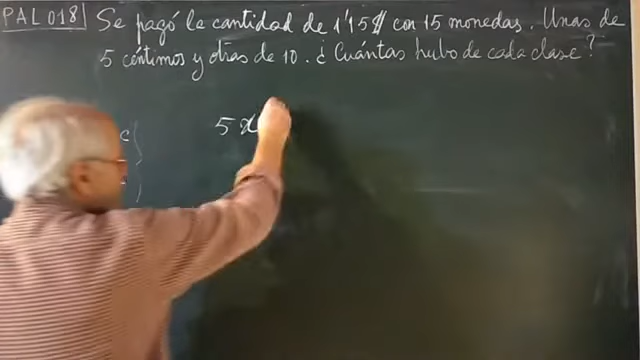 PAL 018 Se pagó la cantidad de 1'15$ con 15 monedas. Unas de
5 céntimos y otras de 10. ¿Cuántas hubo de cada clase?
c
5x